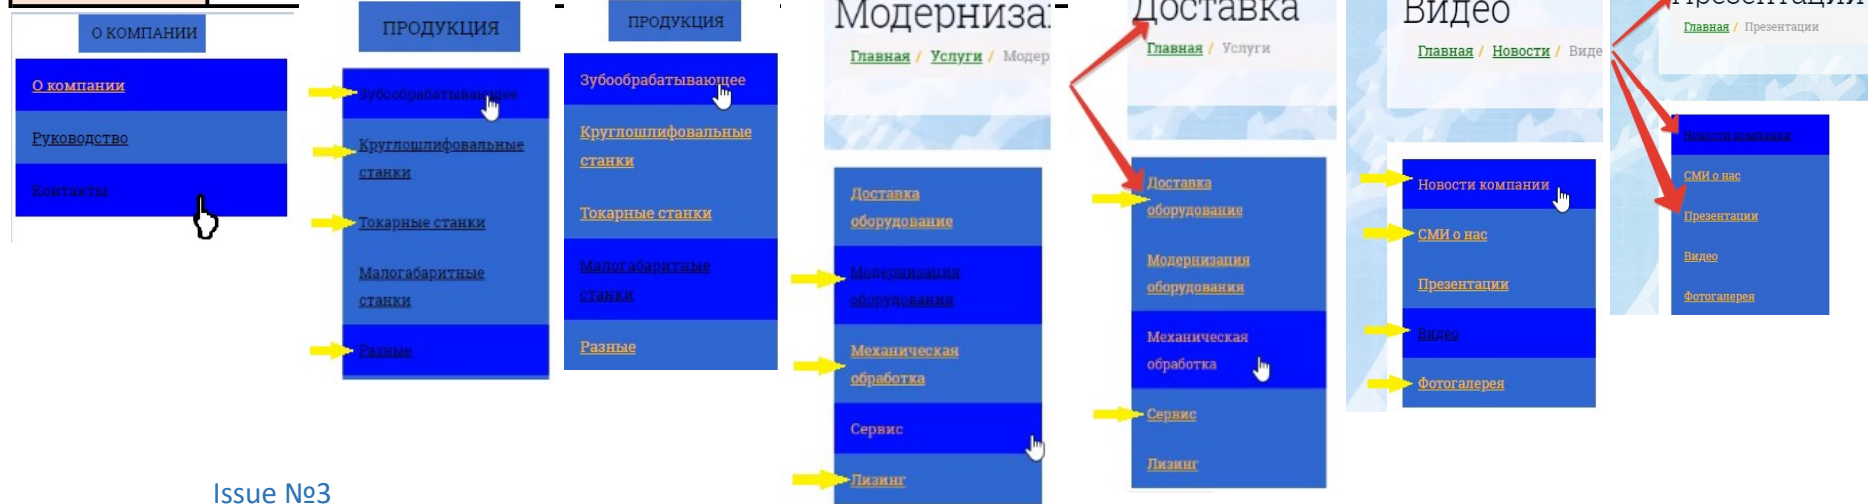 О КОМПАНИИ
О компании
Руководство
Контакты
ПРОДУКЦИЯ
Зубообрабатывающее
Круглошлифовальные
станки
Токарные станки
Малогабаритные
станки
Разные
ПРОДУКЦИЯ
Зубообрабатывающее
Круглошлифовальные
станки
Токарные станки
Малогабаритные
станки
Разные
Модерниза
Главная / Услуги / Модер
Доставка
оборудование
Модернизация
оборудования
Механическая
обработка
Сервис
Лизинг
Доставка
Главная / Услуги
Доставка
оборудование
Модернизация
оборудования
Механическая
обработка
Сервис
Лизинг
Видео
Главная / Новости / Виде
Новости компании
СМИ о нас
Презентации
Видео
Фотогалерея
Презентации
Главная / Презентации
Новости компании
СМИ о нас
Презентации
Видео
Фотогалерея
Issue №3